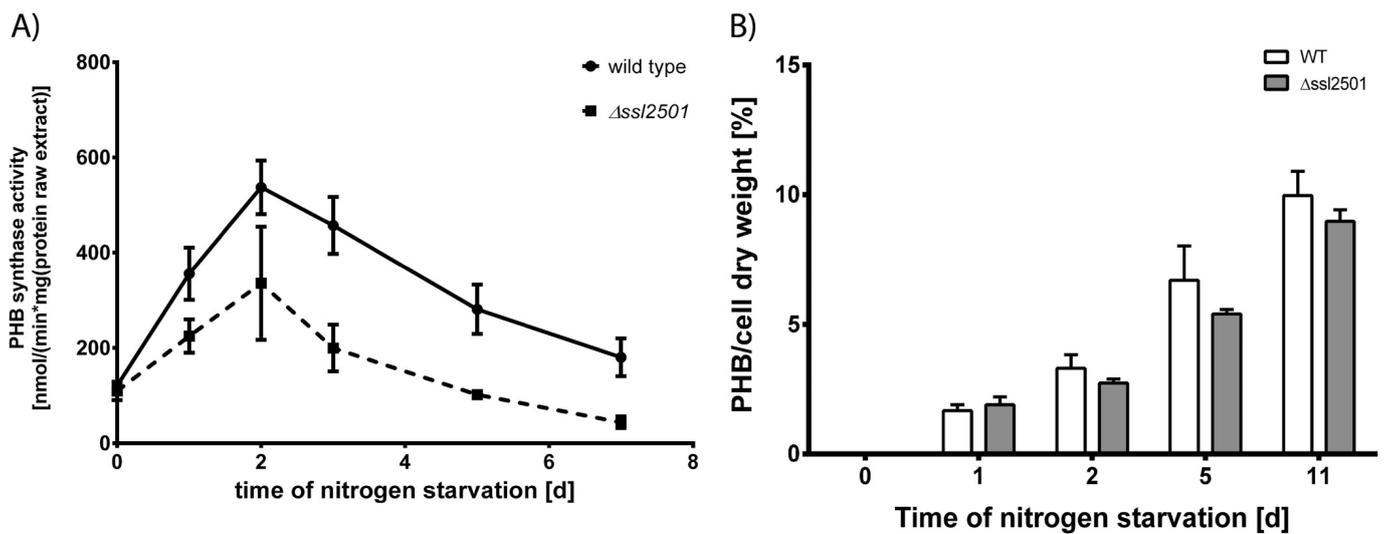 A)
PHB synthase activity
[nmol/(min*mg(protein raw extract)]
800
600
400
200
0
0 2 4 6 8
time of nitrogen starvation [d]
wild type
Δssl2501
B)
PHB/cell dry weight [%]
15
10
5
0
0 1 2 5 11
Time of nitrogen starvation [d]
WT
Δssl2501